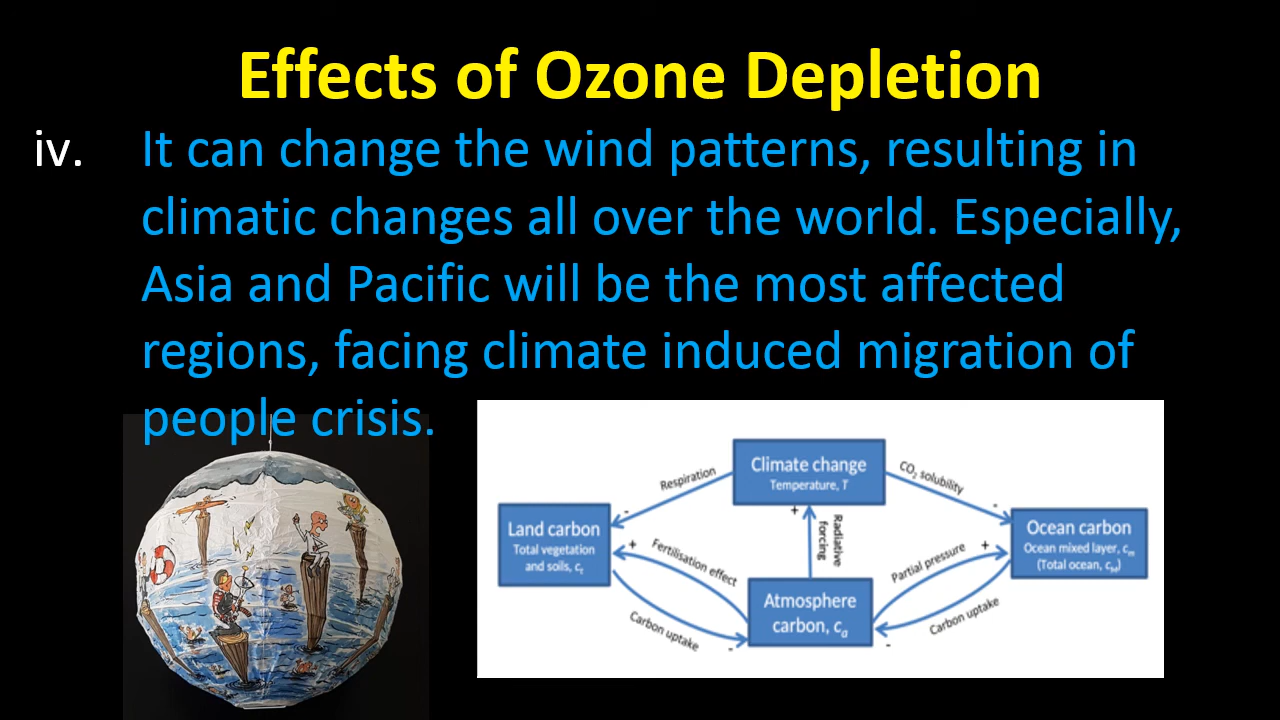 Effects of Ozone Depletion
iv. It can change the wind patterns, resulting in
climatic changes all over the world. Especially,
Asia and Pacific will be the most affected
regions, facing climate induced migration of
people crisis.
Climate change
Temperature, T
Respiration
CO₂ solubility
-
-
+
Land carbon
Total vegetation
and soils, cₜ
Radiative
forcing
Ocean carbon
Ocean mixed layer, cₘ
(Total ocean, c_M)
+
Fertilisation effect
Partial pressure
+
Atmosphere
carbon, cₐ
Carbon uptake
Carbon uptake
-
-